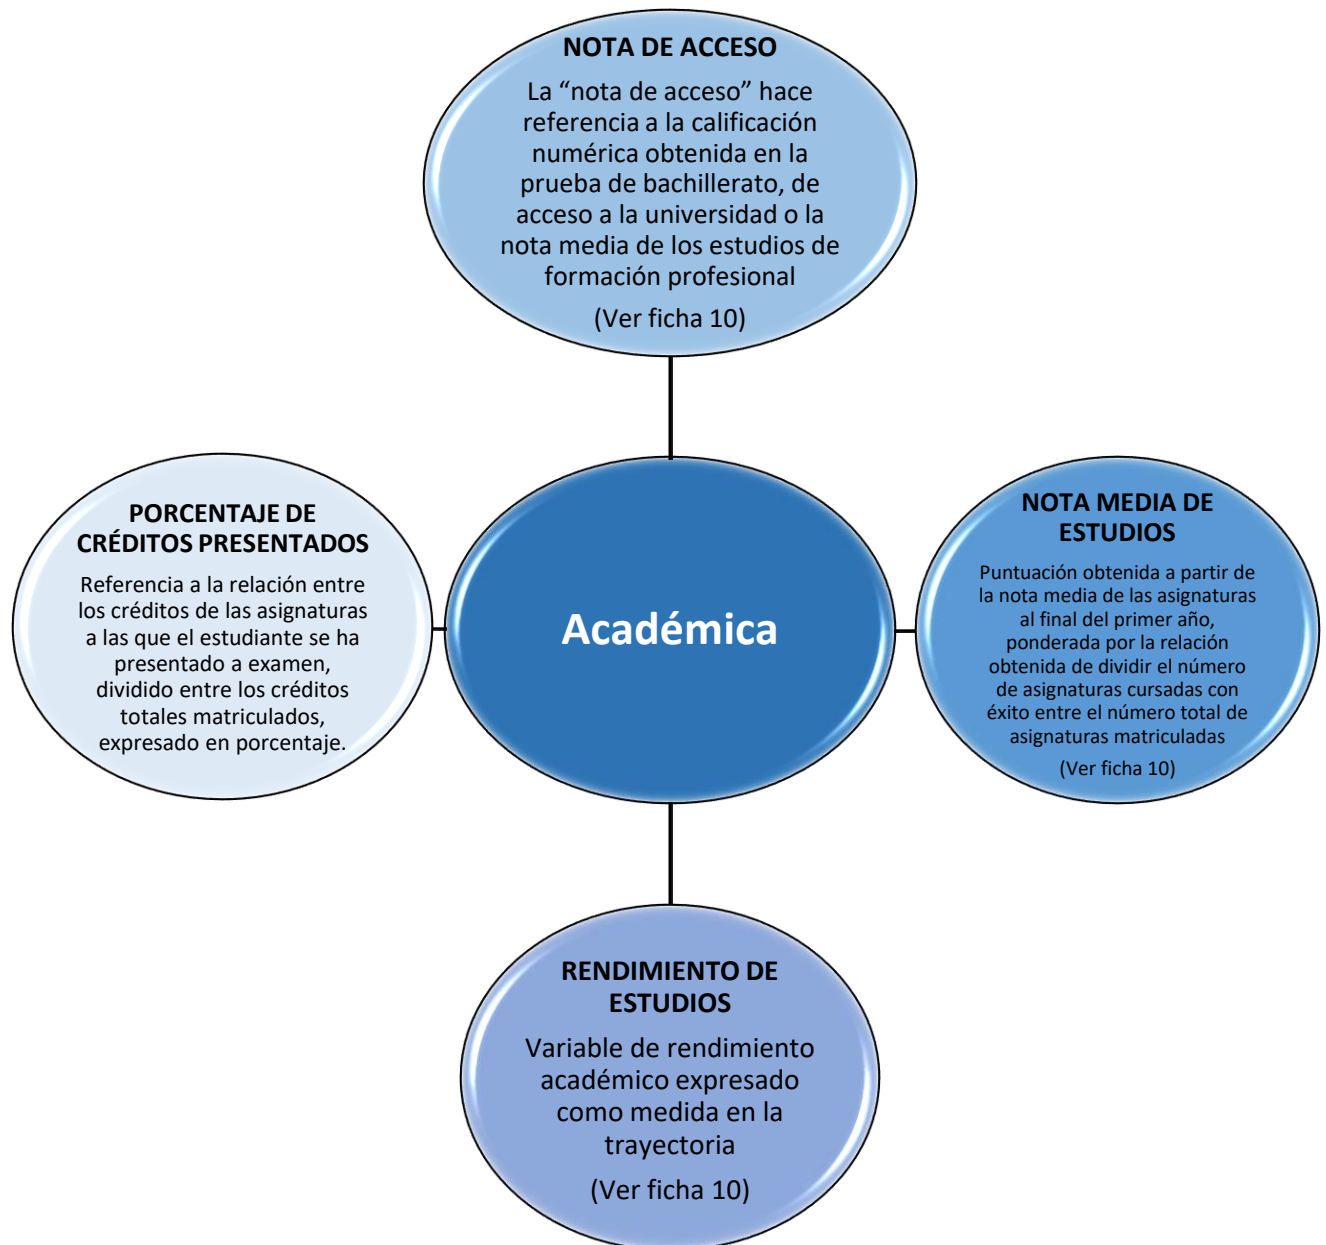 NOTA DE ACCESO
La “nota de acceso” hace
referencia a la calificación
numérica obtenida en la
prueba de bachillerato, de
acceso a la universidad o la
nota media de los estudios de
formación profesional
(Ver ficha 10)
PORCENTAJE DE
CRÉDITOS PRESENTADOS
Referencia a la relación entre
los créditos de las asignaturas
a las que el estudiante se ha
presentado a examen,
dividido entre los créditos
totales matriculados,
expresado en porcentaje.
Académica
NOTA MEDIA DE
ESTUDIOS
Puntuación obtenida a partir de
la nota media de las asignaturas
al final del primer año,
ponderada por la relación
obtenida de dividir el número
de asignaturas cursadas con
éxito entre el número total de
asignaturas matriculadas
(Ver ficha 10)
RENDIMIENTO DE
ESTUDIOS
Variable de rendimiento
académico expresado
como medida en la
trayectoria
(Ver ficha 10)